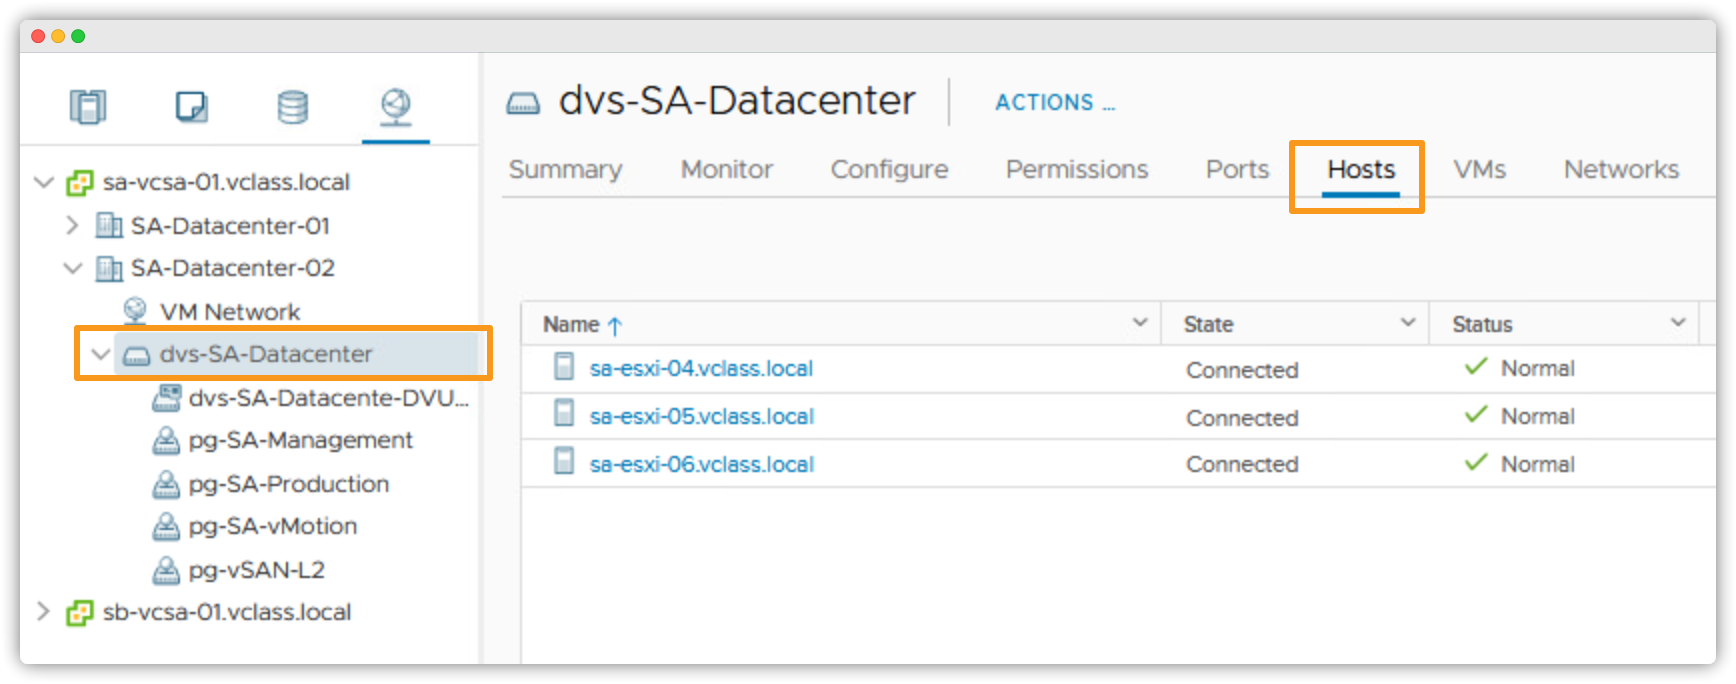 dvs-SA-Datacenter
ACTIONS ...
Summary Monitor Configure Permissions Ports Hosts VMs Networks
sa-vcsa-01.vclass.local
SA-Datacenter-01
SA-Datacenter-02
VM Network
dvs-SA-Datacenter
dvs-SA-Datacente-DVU...
pg-SA-Management
pg-SA-Production
pg-SA-vMotion
pg-vSAN-L2
sb-vcsa-01.vclass.local
Name ↑ State Status
sa-esxi-04.vclass.local Connected Normal
sa-esxi-05.vclass.local Connected Normal
sa-esxi-06.vclass.local Connected Normal